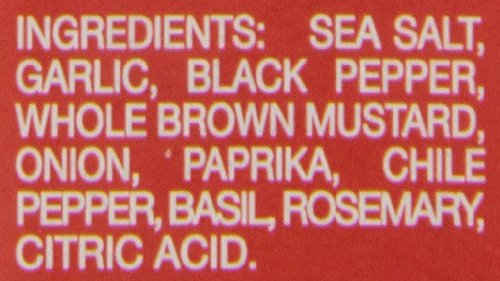 INGREDIENTS: SEA SALT,
GARLIC, BLACK PEPPER,
WHOLE BROWN MUSTARD,
ONION, PAPRIKA, CHILE
PEPPER, BASIL, ROSEMARY,
CITRIC ACID.